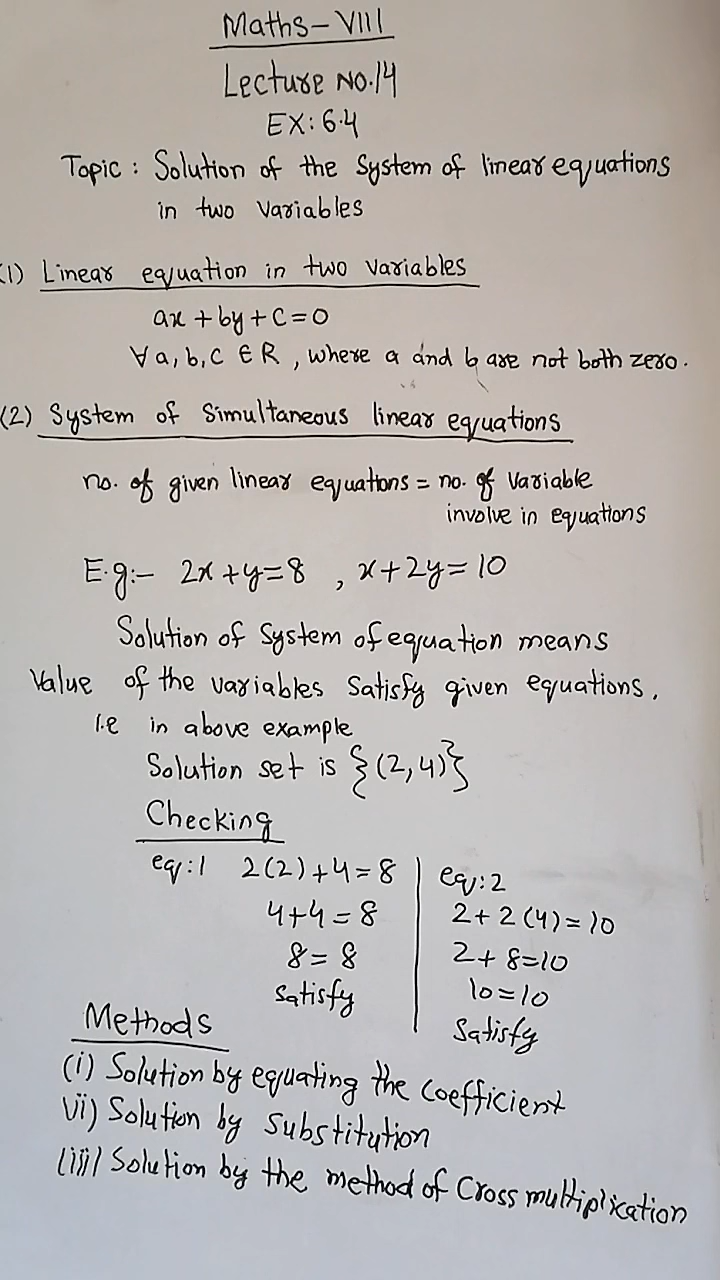 Maths-VIII
Lecture No.14
EX: 6.4
Topic : Solution of the System of linear equations
in two variables
(1) Linear equation in two variables
ax + by + c = 0
∀ a, b, c ∈ R , where a and b are not both zero.
(2) System of Simultaneous linear equations
no. of given linear equations = no. of variable
involve in equations
E.g:- 2x + y = 8 , x + 2y = 10
Solution of System of equation means
Value of the variables Satisfy given equations.
i.e in above example
Solution set is {(2,4)}
Checking
eq:1 2(2)+4=8
4+4=8
8=8
Satisfy
eq:2
2+2(4)=10
2+8=10
10=10
Satisfy
Methods
(i) Solution by equating the coefficient
(ii) Solution by Substitution
(iii) Solution by the method of Cross multiplication